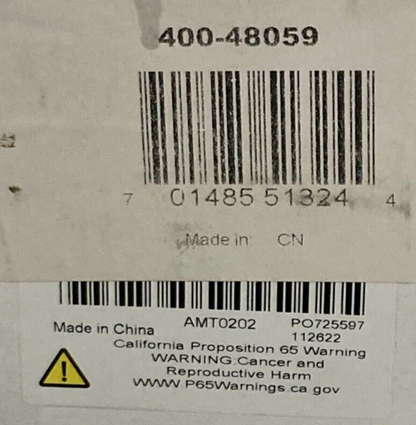 400-48059
7 01485 51324 4
Made in CN
Made in China AMT0202 PO725597
112622
California Proposition 65 Warning
WARNING:Cancer and
Reproductive Harm
WWW.P65Warnings.ca gov